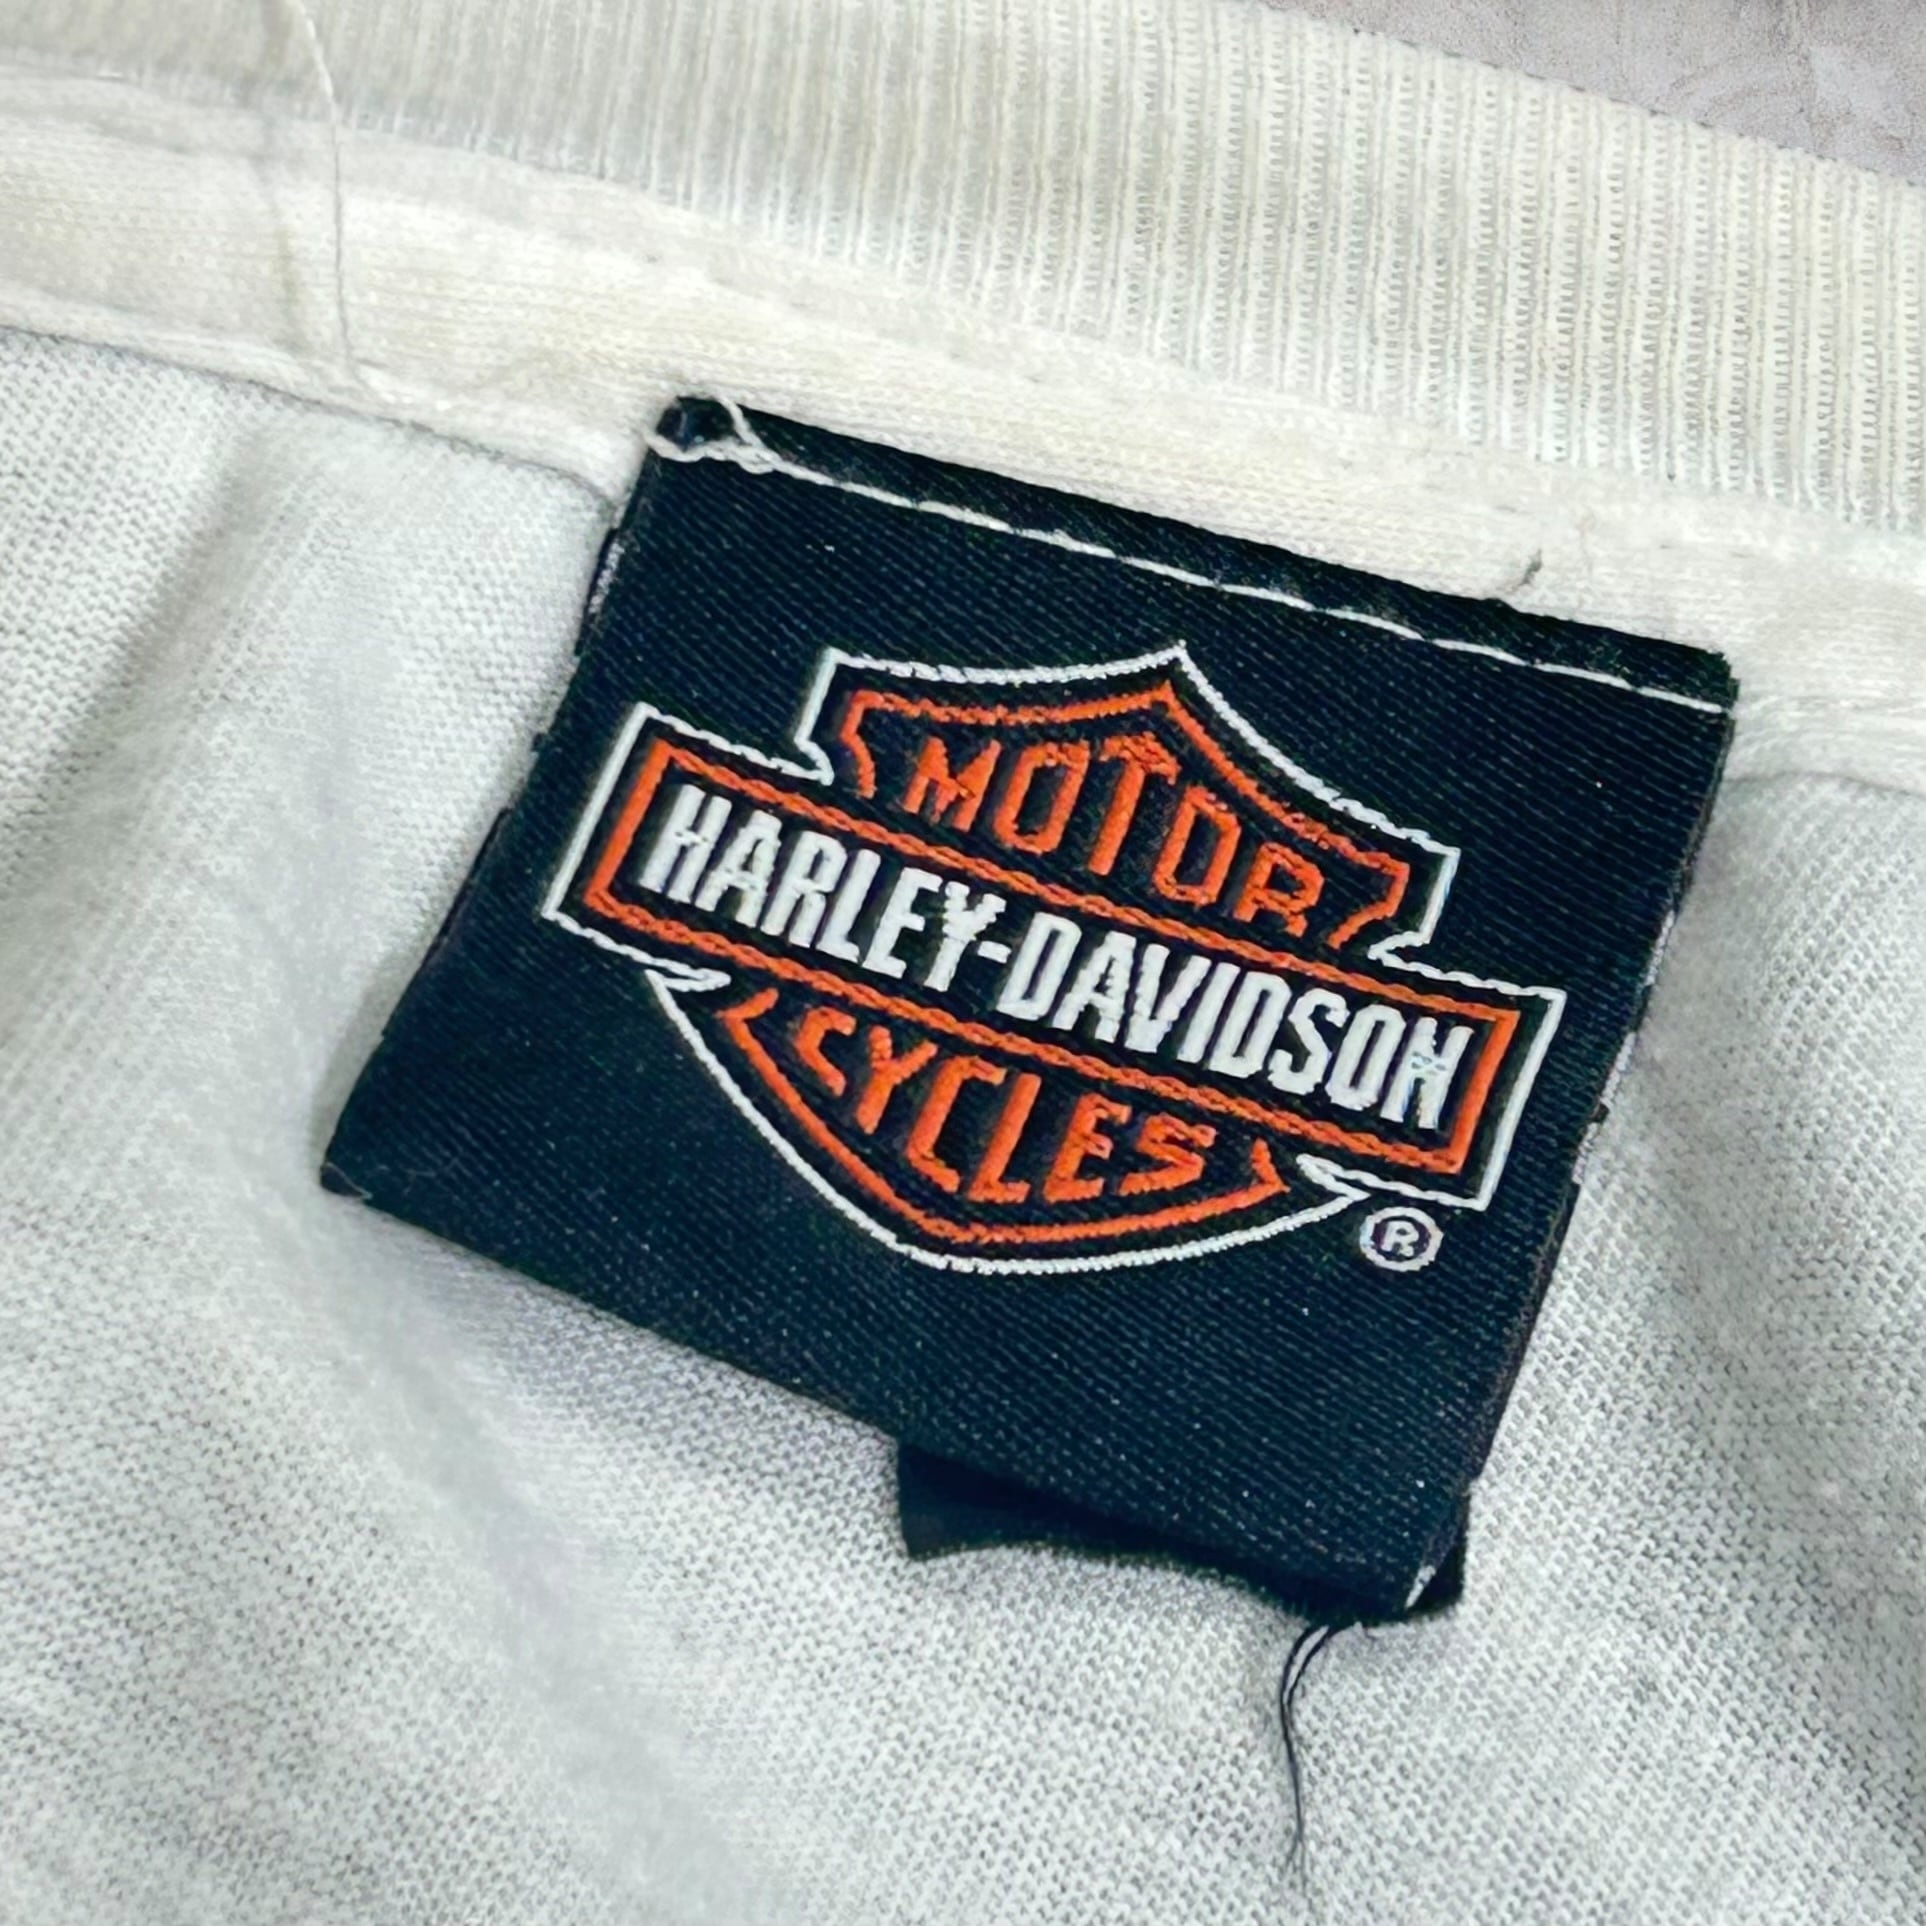 MOTOR
HARLEY-DAVIDSON
CYCLES
®